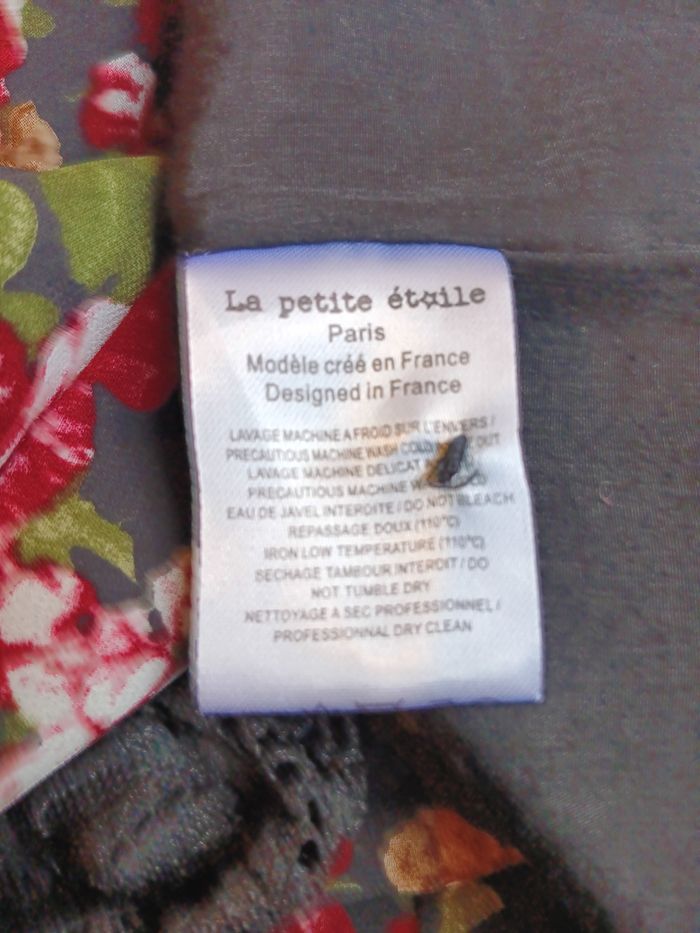 La petite étoile
Paris
Modèle créé en France
Designed in France
LAVAGE MACHINE A FROID SUR L'ENVERS /
PRECAUTIOUS MACHINE WASH COLD OUT
LAVAGE MACHINE DELICAT
PRECAUTIOUS MACHINE
EAU DE JAVEL INTERDITE / DO NOT BLEACH
REPASSAGE DOUX (110°C)
IRON LOW TEMPERATURE (110°C)
SECHAGE TAMBOUR INTERDIT / DO
NOT TUMBLE DRY
NETTOYAGE A SEC PROFESSIONNEL /
PROFESSIONNAL DRY CLEAN